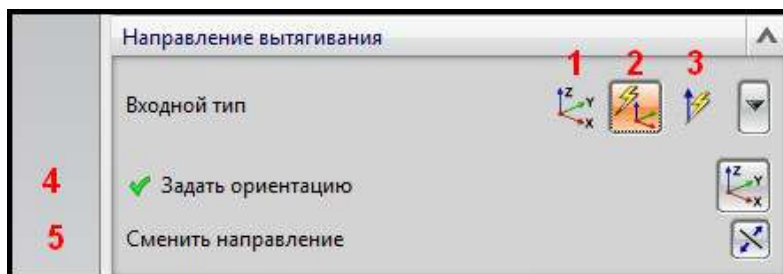 Направление вытягивания
1 2 3
Входной тип Z Y X
4 Задать ориентацию Z Y X
5 Сменить направление